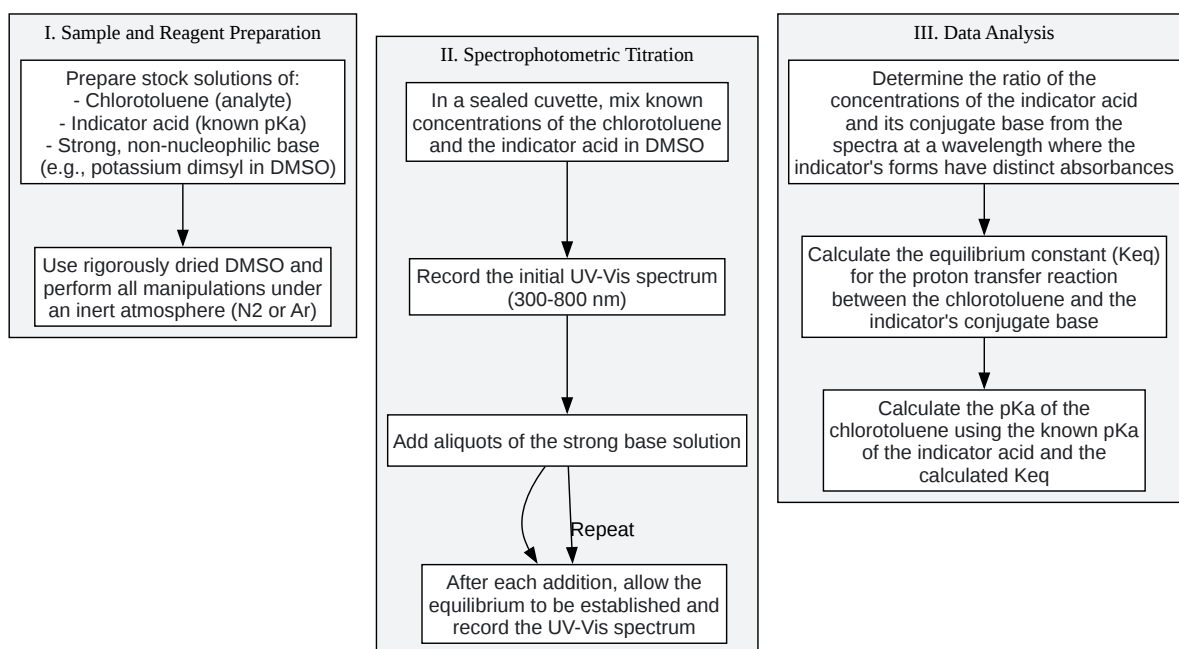 I. Sample and Reagent Preparation
Prepare stock solutions of:
- Chlorotoluene (analyte)
- Indicator acid (known pKa)
- Strong, non-nucleophilic base
(e.g., potassium dimsyl in DMSO)
Use rigorously dried DMSO and
perform all manipulations under
an inert atmosphere (N2 or Ar)
II. Spectrophotometric Titration
In a sealed cuvette, mix known
concentrations of the chlorotoluene
and the indicator acid in DMSO
Record the initial UV-Vis spectrum
(300-800 nm)
Add aliquots of the strong base solution
Repeat
After each addition, allow the
equilibrium to be established and
record the UV-Vis spectrum
III. Data Analysis
Determine the ratio of the
concentrations of the indicator acid
and its conjugate base from the
spectra at a wavelength where the
indicator's forms have distinct absorbances
Calculate the equilibrium constant (Keq)
for the proton transfer reaction
between the chlorotoluene and the
indicator's conjugate base
Calculate the pKa of the
chlorotoluene using the known pKa
of the indicator acid and the
calculated Keq